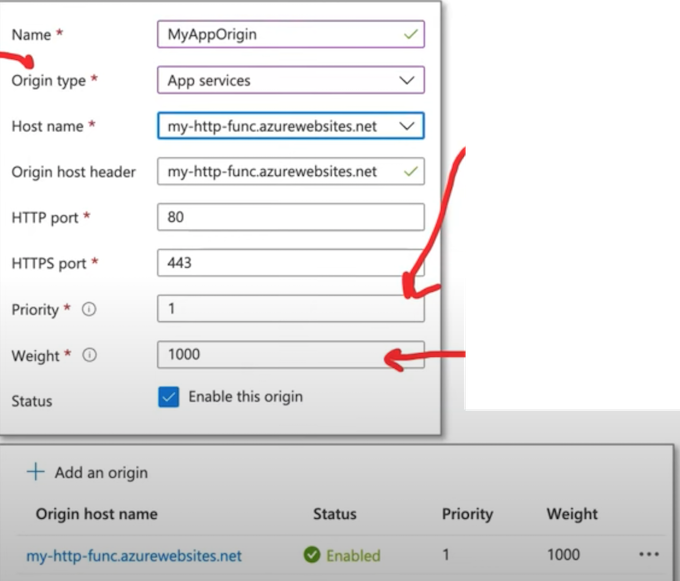 Name * MyAppOrigin
Origin type * App services
Host name * my-http-func.azurewebsites.net
Origin host header my-http-func.azurewebsites.net
HTTP port * 80
HTTPS port * 443
Priority * 1
Weight * 1000
Status Enable this origin
+ Add an origin
Origin host name Status Priority Weight
my-http-func.azurewebsites.net Enabled 1 1000 ...